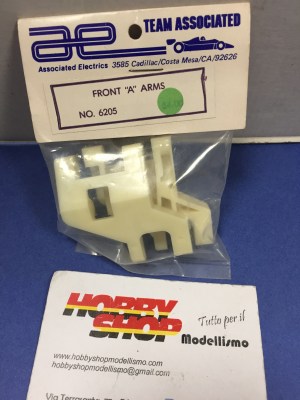 ae TEAM ASSOCIATED
Associated Electrics 3585 Cadillac/Costa Mesa/CA/92626
FRONT "A" ARMS
NO. 6205
HOBBY
SHOP
Tutto per il
Modellismo
www.hobbyshopmodellismo.com
hobbyshopmodellismo@gmail.com
Via